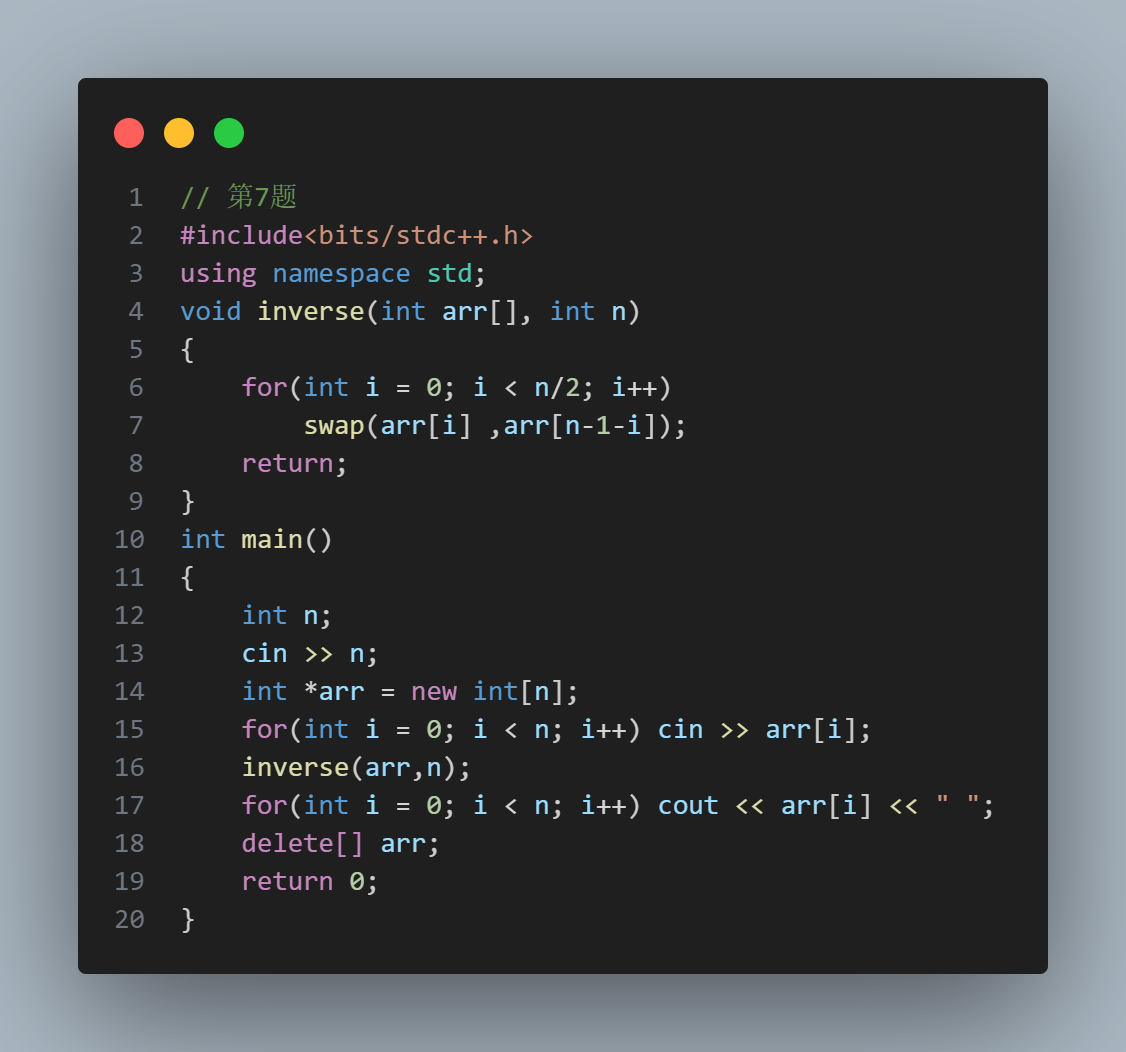 1 // 第7题
2 #include<bits/stdc++.h>
3 using namespace std;
4 void inverse(int arr[], int n)
5 {
6     for(int i = 0; i < n/2; i++)
7         swap(arr[i] ,arr[n-1-i]);
8     return;
9 }
10 int main()
11 {
12     int n;
13     cin >> n;
14     int *arr = new int[n];
15     for(int i = 0; i < n; i++) cin >> arr[i];
16     inverse(arr,n);
17     for(int i = 0; i < n; i++) cout << arr[i] << " ";
18     delete[] arr;
19     return 0;
20 }